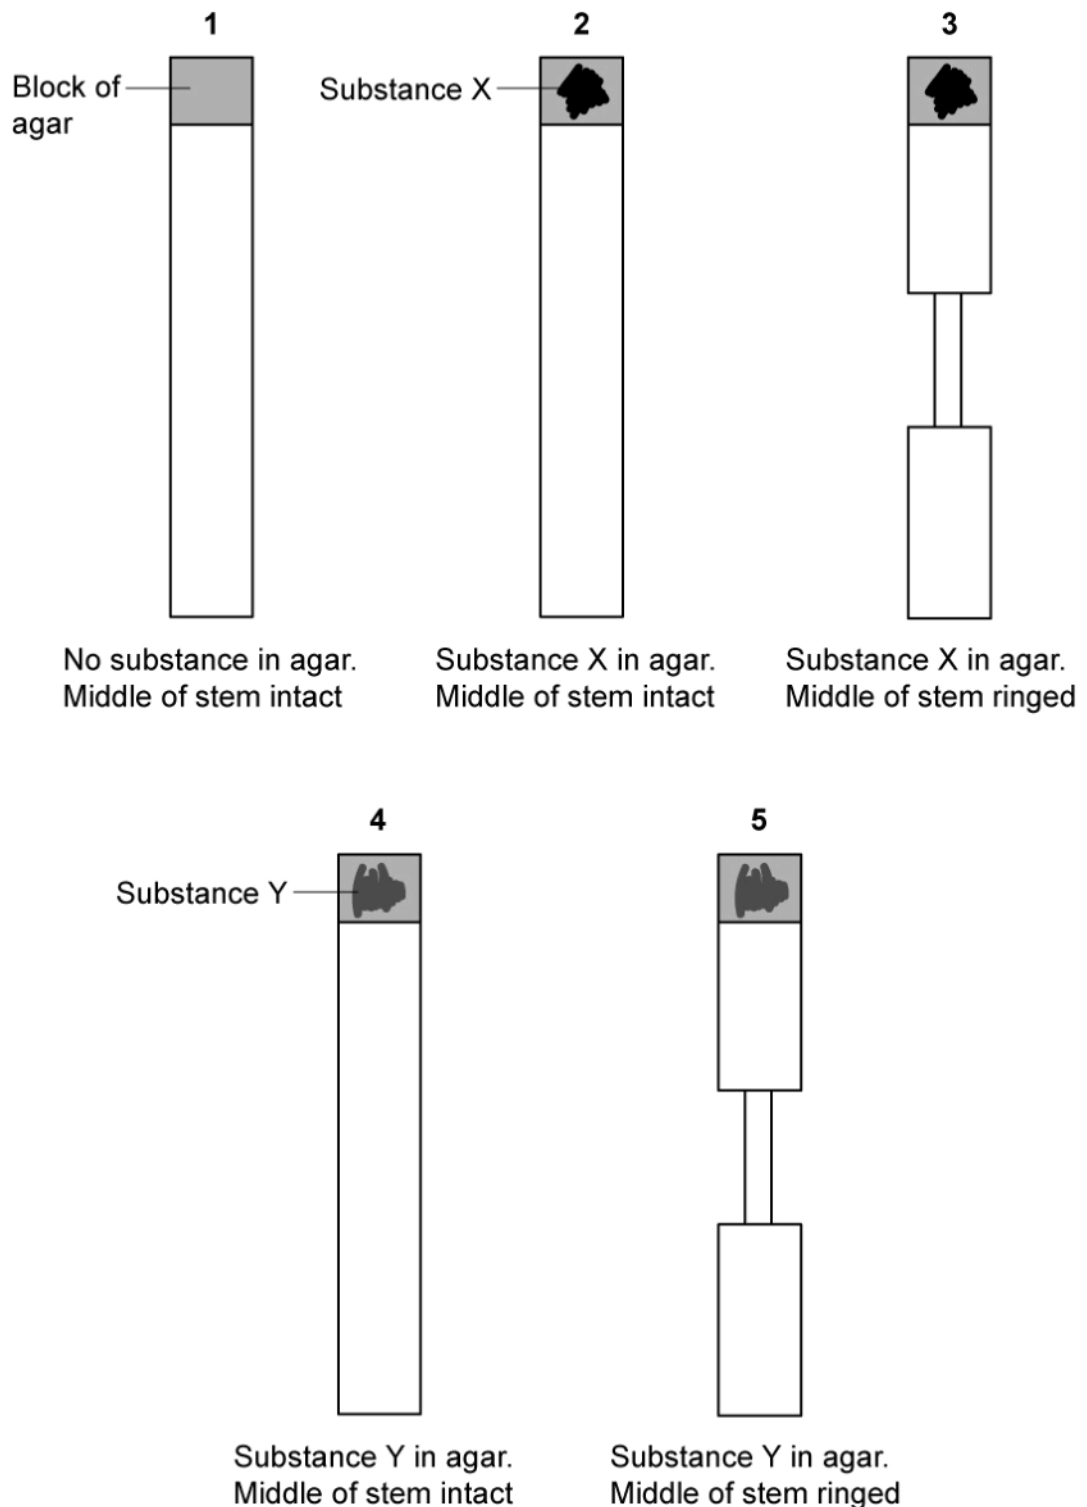 1
2
3
Block of
agar
Substance X
No substance in agar.
Middle of stem intact
Substance X in agar.
Middle of stem intact
Substance X in agar.
Middle of stem ringed
4
5
Substance Y
Substance Y in agar.
Middle of stem intact
Substance Y in agar.
Middle of stem ringed